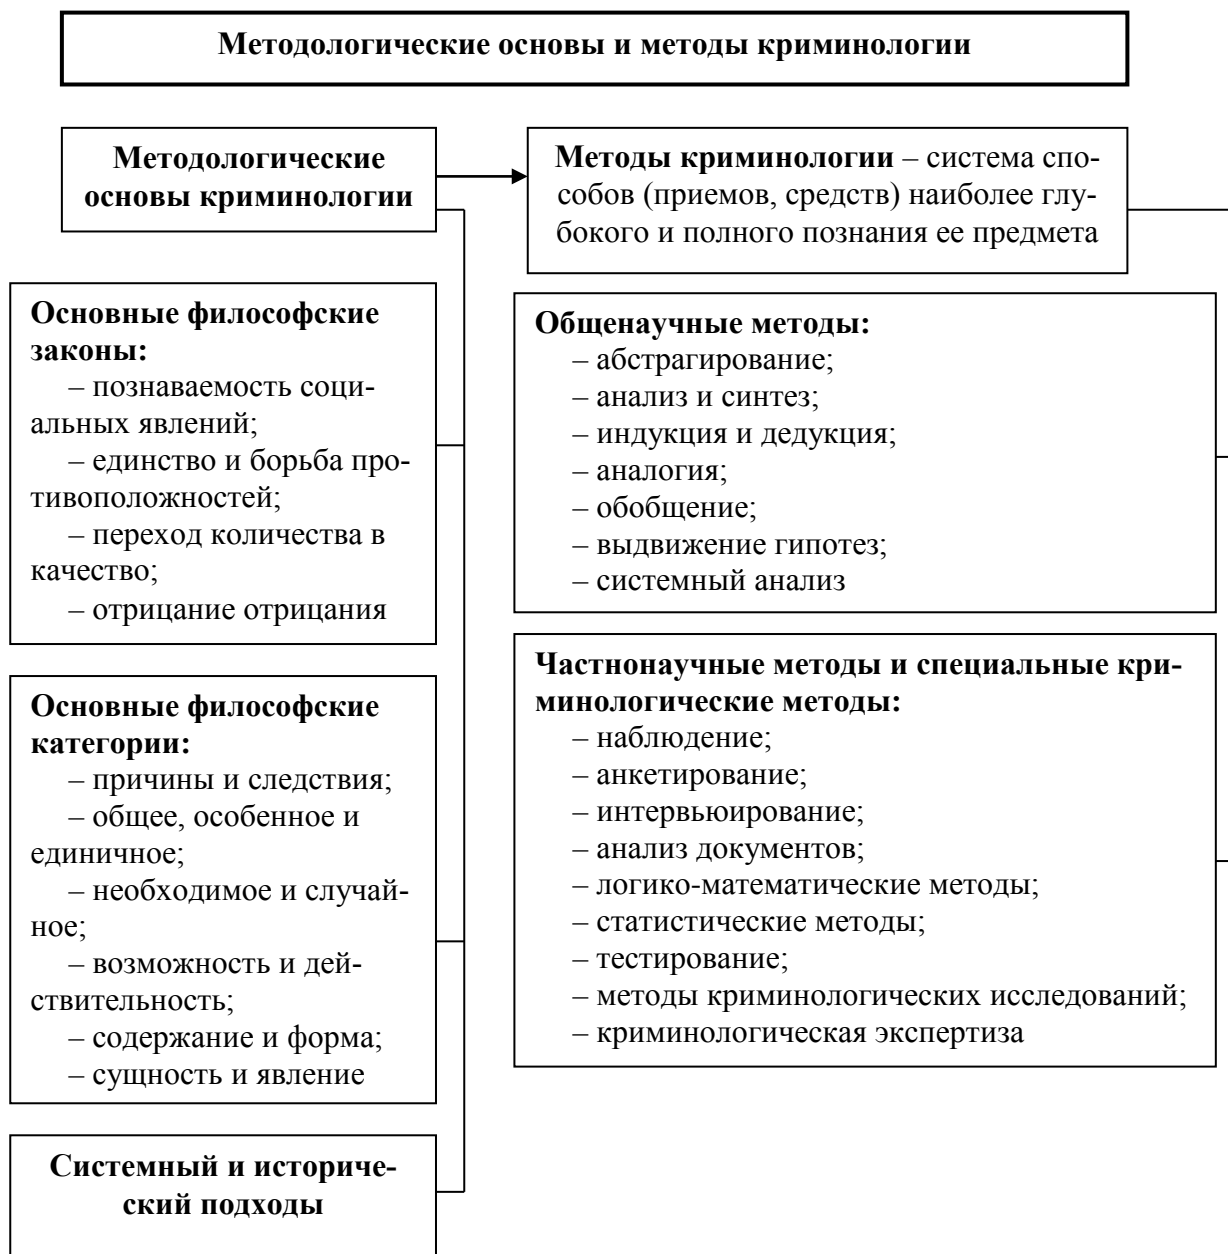 Методологические основы и методы криминологии
Методологические
основы криминологии
Методы криминологии – система спо-
собов (приемов, средств) наиболее глу-
бокого и полного познания ее предмета
Основные философские
законы:
– познаваемость соци-
альных явлений;
– единство и борьба про-
тивоположностей;
– переход количества в
качество;
– отрицание отрицания
Основные философские
категории:
– причины и следствия;
– общее, особенное и
единичное;
– необходимое и случай-
ное;
– возможность и дей-
ствительность;
– содержание и форма;
– сущность и явление
Системный и историче-
ский подходы
Общенаучные методы:
– абстрагирование;
– анализ и синтез;
– индукция и дедукция;
– аналогия;
– обобщение;
– выдвижение гипотез;
– системный анализ
Частнонаучные методы и специальные кри-
минологические методы:
– наблюдение;
– анкетирование;
– интервьюирование;
– анализ документов;
– логико-математические методы;
– статистические методы;
– тестирование;
– методы криминологических исследований;
– криминологическая экспертиза